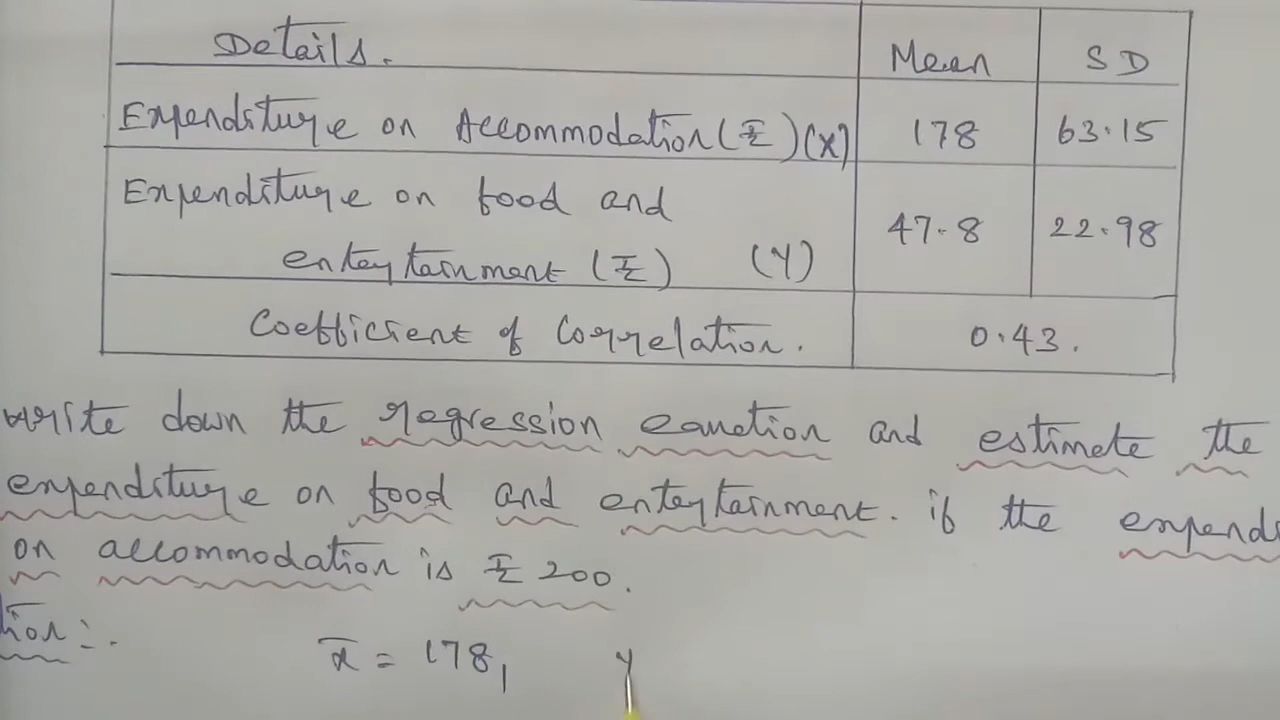 Details. Mean SD
Expenditure on Accommodation (₹) (X) 178 63.15
Expenditure on food and
entertainment (₹) (Y) 47.8 22.98
Coefficient of Correlation. 0.43.
write down the regression equation and estimate the
expenditure on food and entertainment. if the expendi
on accommodation is ₹ 200.
tion :-
x̄ = 178, y